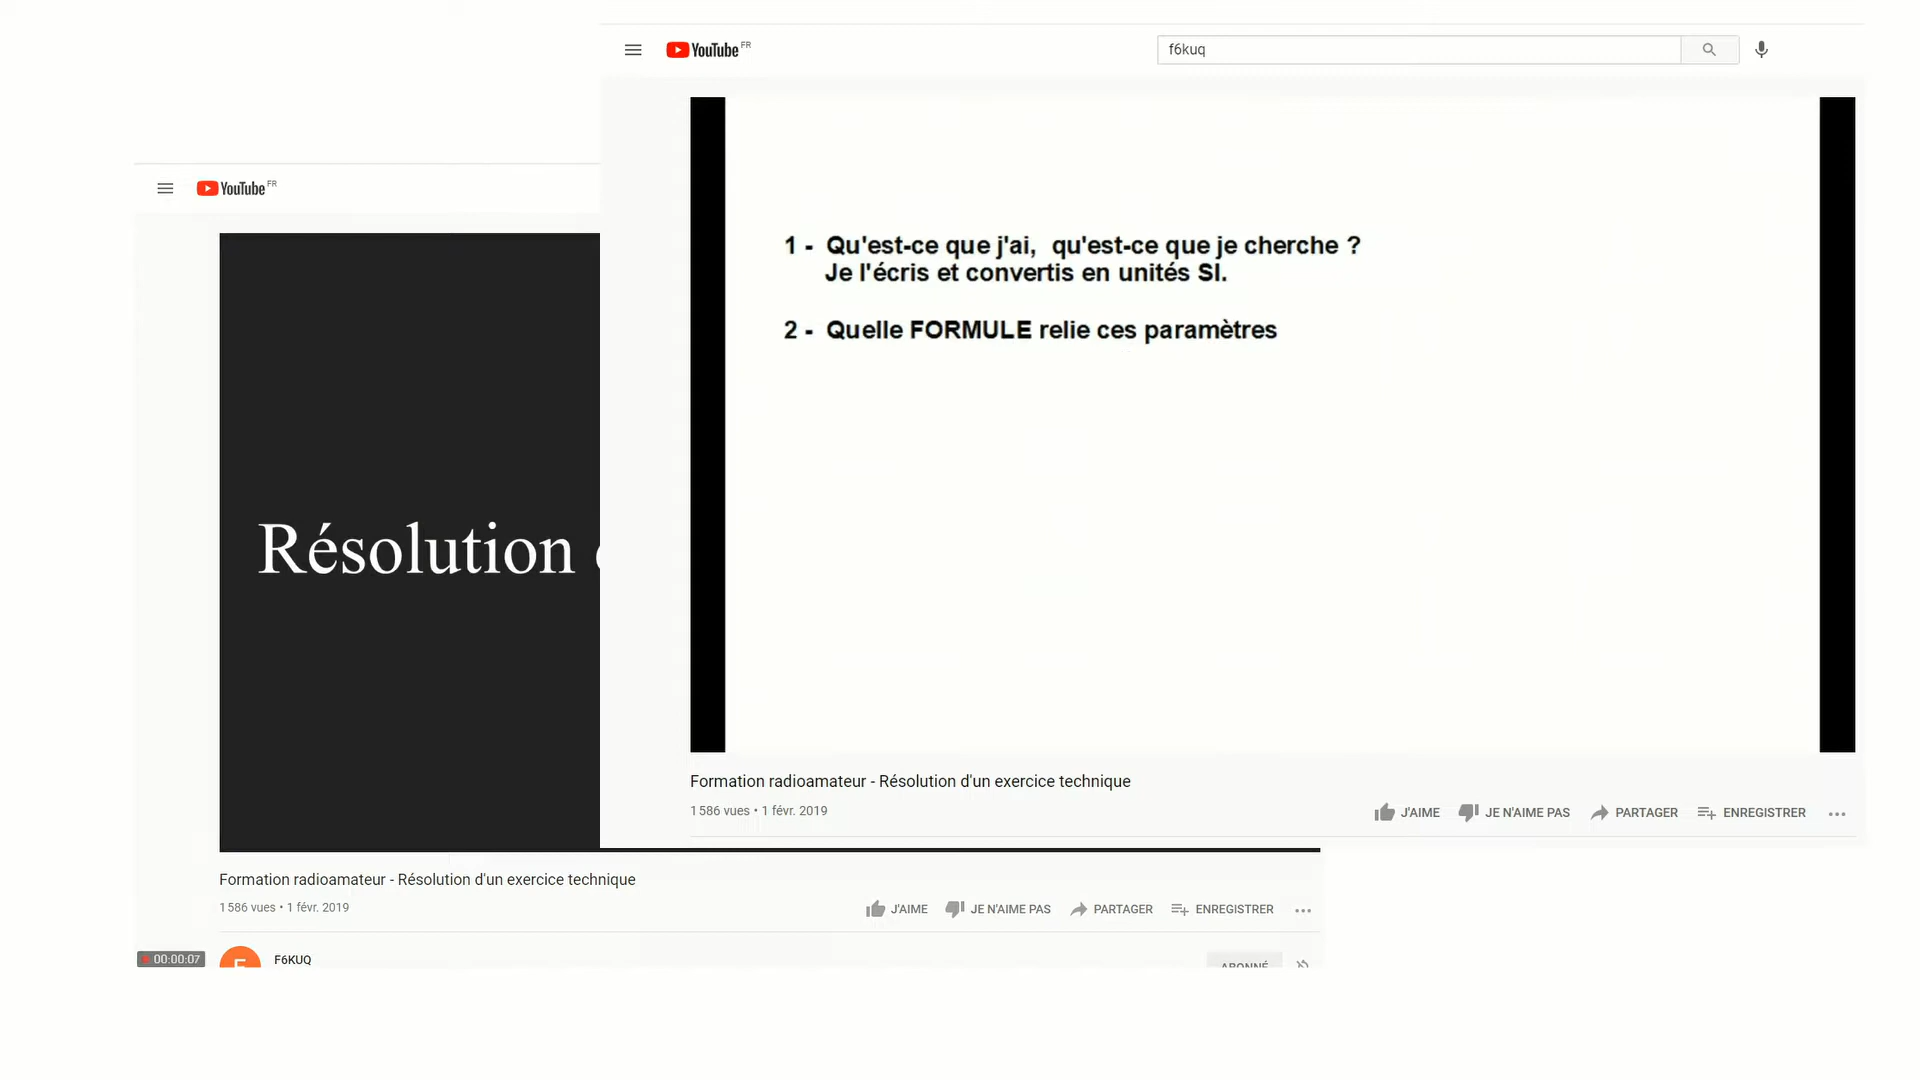 YouTube FR
f6kuq
1 - Qu'est-ce que j'ai, qu'est-ce que je cherche ?
Je l'écris et convertis en unités SI.
2 - Quelle FORMULE relie ces paramètres
Formation radioamateur - Résolution d'un exercice technique
1 586 vues • 1 févr. 2019
J'AIME
JE N'AIME PAS
PARTAGER
ENREGISTRER
YouTube FR
Résolution
Formation radioamateur - Résolution d'un exercice technique
1 586 vues • 1 févr. 2019
J'AIME
JE N'AIME PAS
PARTAGER
ENREGISTRER
00:00:07
F6KUQ
ABONNÉ